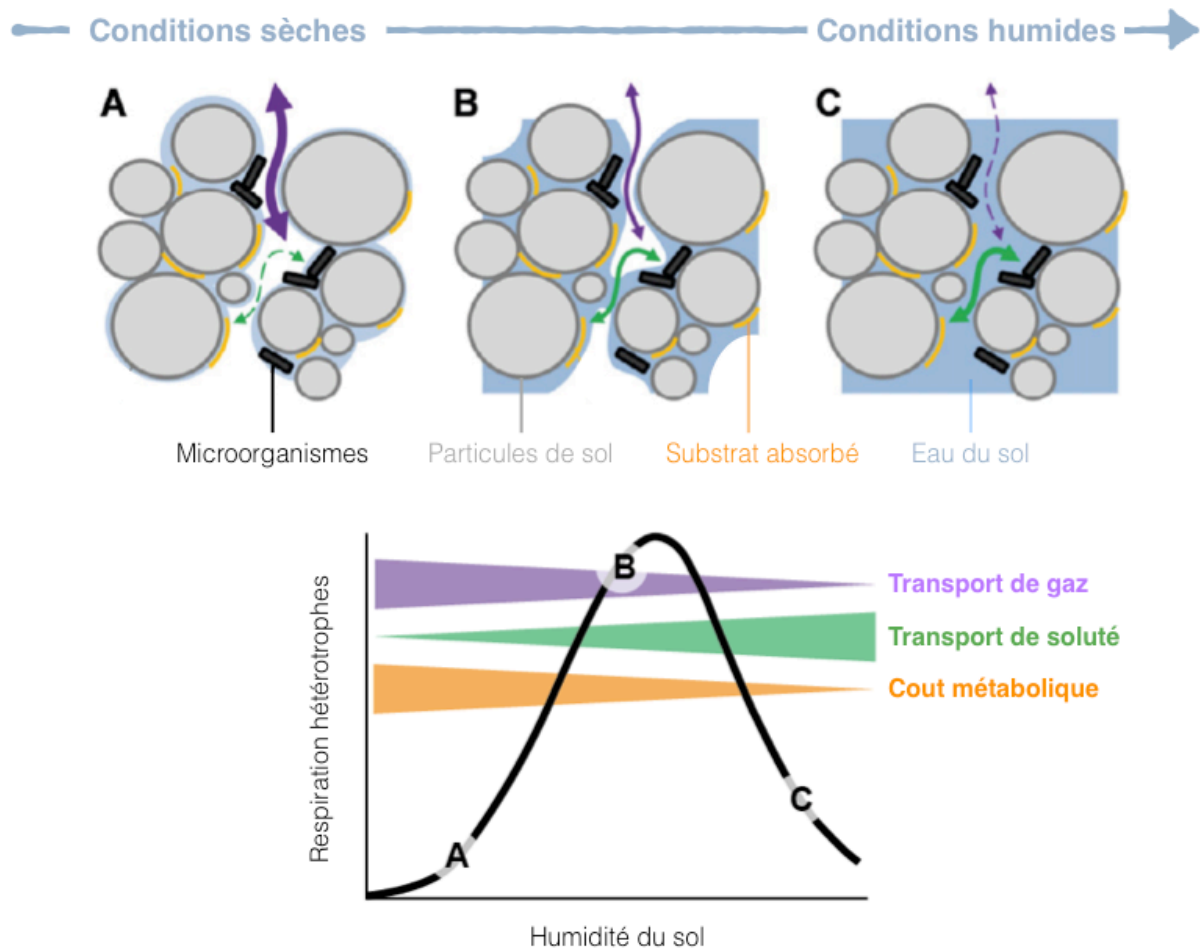 Conditions sèches
Conditions humides
A
B
C
Microorganismes
Particules de sol
Substrat absorbé
Eau du sol
Respiration hétérotrophes
B
Transport de gaz
Transport de soluté
Cout métabolique
C
A
Humidité du sol